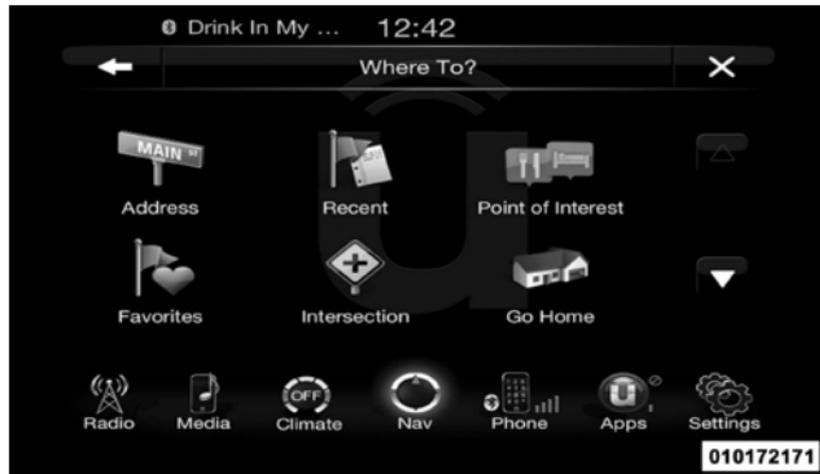 Drink In My ... 12:42
Where To?
MAIN ST
Address Recent Point of Interest
Favorites Intersection Go Home
OFF
Radio Media Climate Nav Phone Apps Settings
010172171